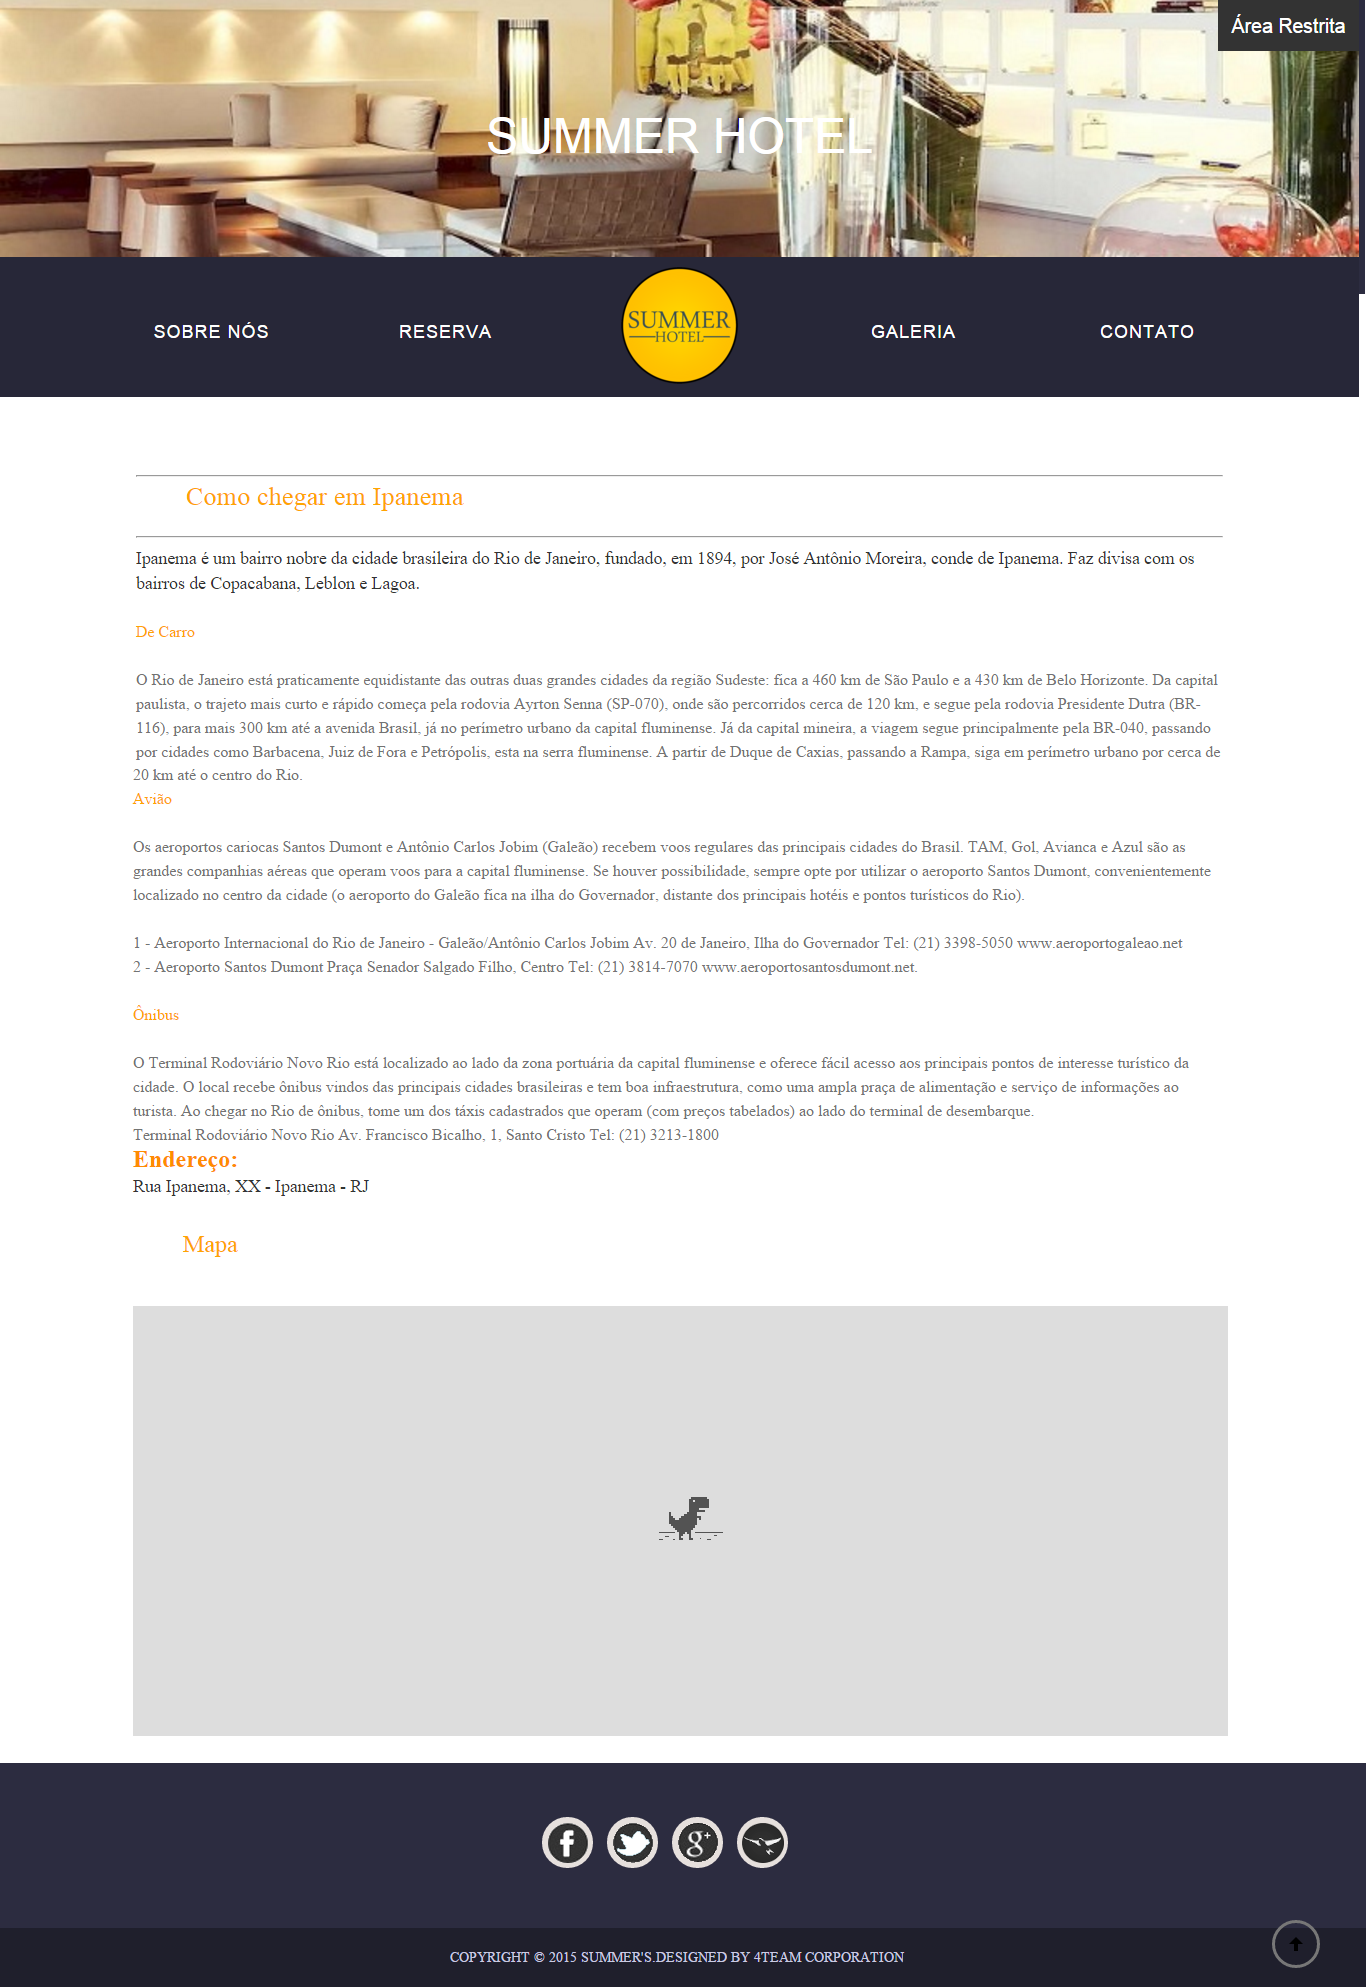 Área Restrita
SUMMER HOTEL
SOBRE NÓS
RESERVA
SUMMER
HOTEL
GALERIA
CONTATO
Como chegar em Ipanema
Ipanema é um bairro nobre da cidade brasileira do Rio de Janeiro, fundado, em 1894, por José Antônio Moreira, conde de Ipanema. Faz divisa com os
bairros de Copacabana, Leblon e Lagoa.
De Carro
O Rio de Janeiro está praticamente equidistante das outras duas grandes cidades da região Sudeste: fica a 460 km de São Paulo e a 430 km de Belo Horizonte. Da capital
paulista, o trajeto mais curto e rápido começa pela rodovia Ayrton Senna (SP-070), onde são percorridos cerca de 120 km, e segue pela rodovia Presidente Dutra (BR-
116), para mais 300 km até a avenida Brasil, já no perímetro urbano da capital fluminense. Já da capital mineira, a viagem segue principalmente pela BR-040, passando
por cidades como Barbacena, Juiz de Fora e Petrópolis, esta na serra fluminense. A partir de Duque de Caxias, passando a Rampa, siga em perímetro urbano por cerca de
20 km até o centro do Rio.
Avião
Os aeroportos cariocas Santos Dumont e Antônio Carlos Jobim (Galeão) recebem voos regulares das principais cidades do Brasil. TAM, Gol, Avianca e Azul são as
grandes companhias aéreas que operam voos para a capital fluminense. Se houver possibilidade, sempre opte por utilizar o aeroporto Santos Dumont, convenientemente
localizado no centro da cidade (o aeroporto do Galeão fica na ilha do Governador, distante dos principais hotéis e pontos turísticos do Rio).
1 - Aeroporto Internacional do Rio de Janeiro - Galeão/Antônio Carlos Jobim Av. 20 de Janeiro, Ilha do Governador Tel: (21) 3398-5050 www.aeroportogaleao.net
2 - Aeroporto Santos Dumont Praça Senador Salgado Filho, Centro Tel: (21) 3814-7070 www.aeroportosantosdumont.net.
Ônibus
O Terminal Rodoviário Novo Rio está localizado ao lado da zona portuária da capital fluminense e oferece fácil acesso aos principais pontos de interesse turístico da
cidade. O local recebe ônibus vindos das principais cidades brasileiras e tem boa infraestrutura, como uma ampla praça de alimentação e serviço de informações ao
turista. Ao chegar no Rio de ônibus, tome um dos táxis cadastrados que operam (com preços tabelados) ao lado do terminal de desembarque.
Terminal Rodoviário Novo Rio Av. Francisco Bicalho, 1, Santo Cristo Tel: (21) 3213-1800
Endereço:
Rua Ipanema, XX - Ipanema - RJ
Mapa
COPYRIGHT © 2015 SUMMER'S.DESIGNED BY 4TEAM CORPORATION